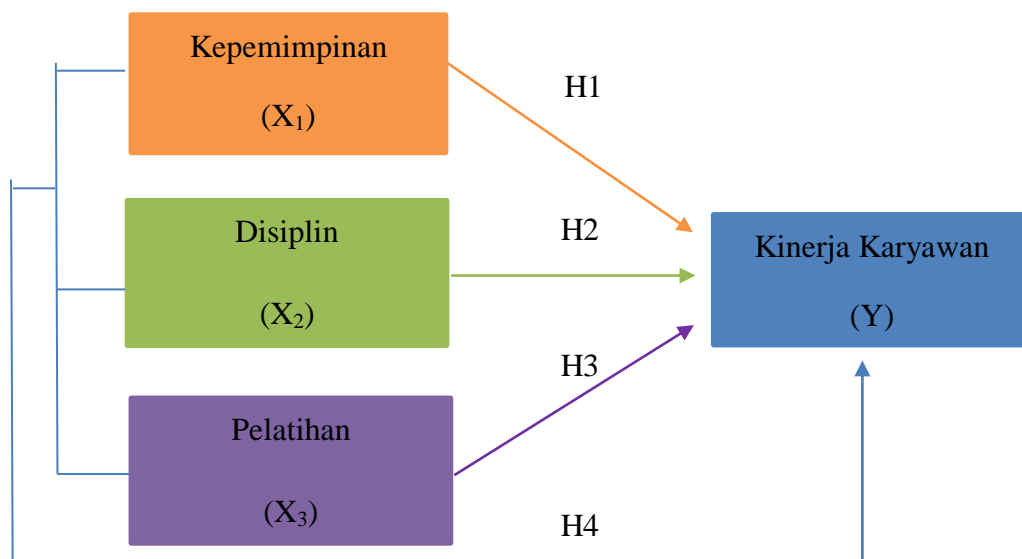 Kepemimpinan
(X₁)
H1
Disiplin
(X₂)
H2
Kinerja Karyawan
(Y)
H3
Pelatihan
(X₃)
H4